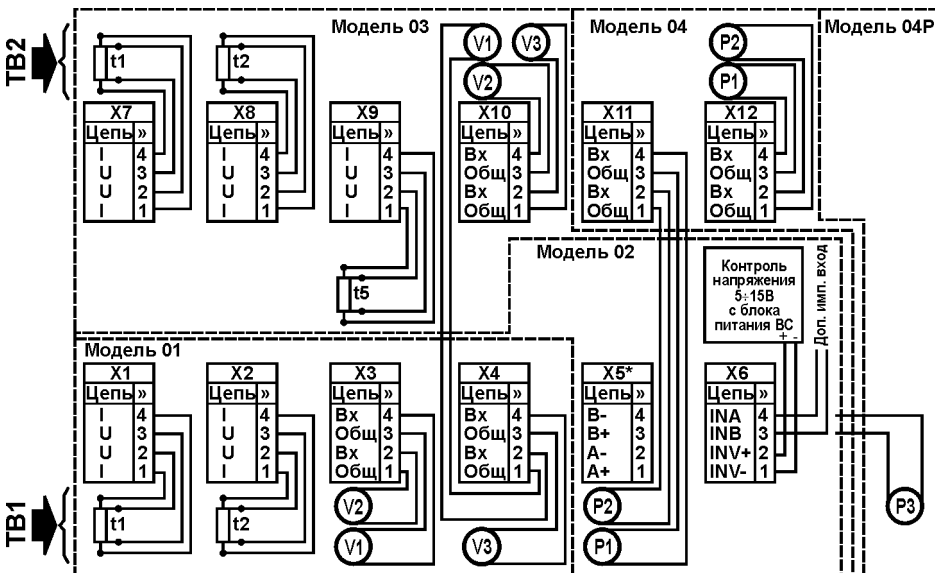 Модель 03
Модель 04
Модель 04Р
ТВ2
t1
t2
V1
V3
V2
P2
P1
X7
X8
X9
X10
X11
X12
Цепь »
Цепь »
Цепь »
Цепь »
Цепь »
Цепь »
I 4
U 3
U 2
I 1
I 4
U 3
U 2
I 1
I 4
U 3
U 2
I 1
Вх 4
Общ 3
Вх 2
Общ 1
Вх 4
Общ 3
Вх 2
Общ 1
Вх 4
Общ 3
Вх 2
Общ 1
t5
Модель 02
Контроль
напряжения
5÷15В
с блока
питания ВС
+ -
Доп. имп. вход
Модель 01
X1
X2
X3
X4
X5*
X6
Цепь »
Цепь »
Цепь »
Цепь »
Цепь »
Цепь »
I 4
U 3
U 2
I 1
I 4
U 3
U 2
I 1
Вх 4
Общ 3
Вх 2
Общ 1
Вх 4
Общ 3
Вх 2
Общ 1
B- 4
B+ 3
A- 2
A+ 1
INA 4
INB 3
INV+ 2
INV- 1
ТВ1
t1
t2
V2
V1
V3
P2
P1
P3